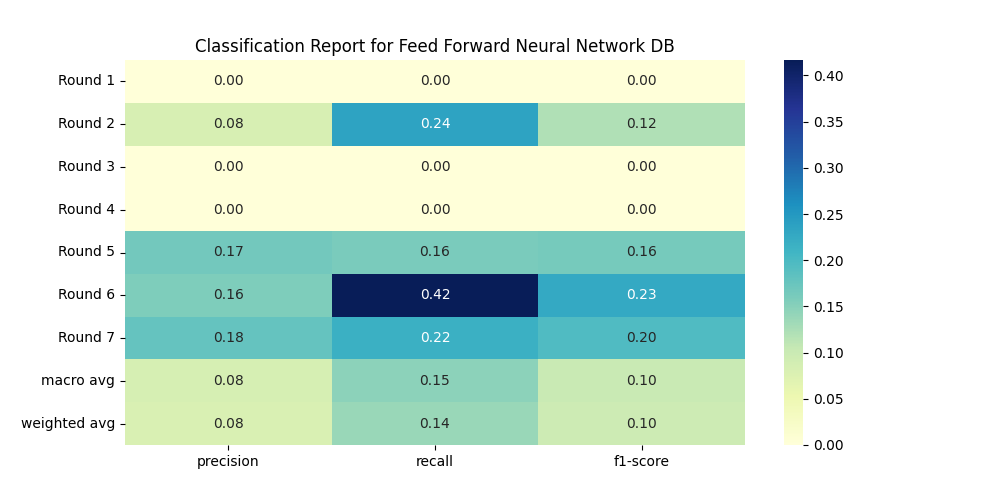 Classification Report for Feed Forward Neural Network DB
Round 1 0.00 0.00 0.00
Round 2 0.08 0.24 0.12
Round 3 0.00 0.00 0.00
Round 4 0.00 0.00 0.00
Round 5 0.17 0.16 0.16
Round 6 0.16 0.42 0.23
Round 7 0.18 0.22 0.20
macro avg 0.08 0.15 0.10
weighted avg 0.08 0.14 0.10
precision recall f1-score
0.40
0.35
0.30
0.25
0.20
0.15
0.10
0.05
0.00